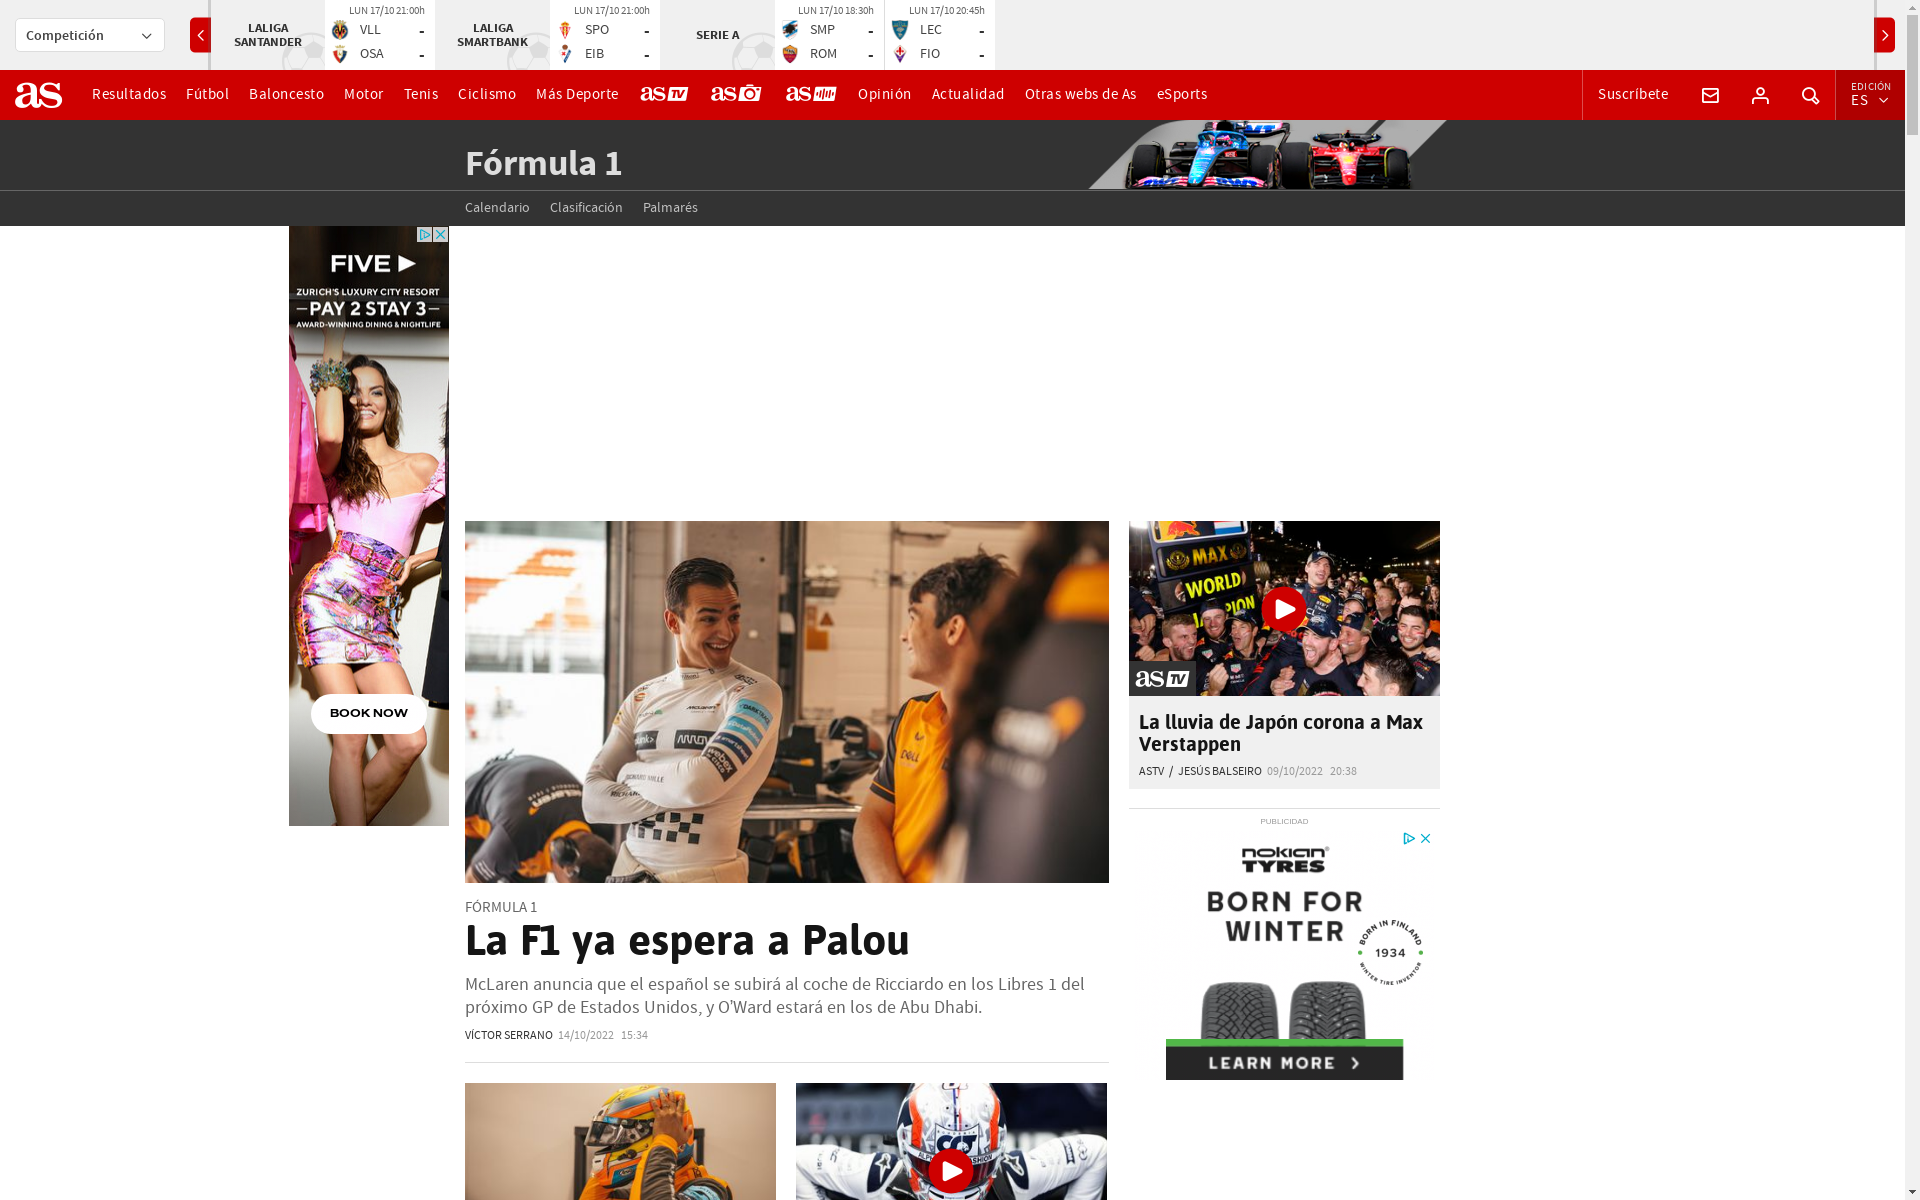 Competición
LALIGA
SANTANDER
LUN 17/10 21:00h
VLL -
OSA -
LALIGA
SMARTBANK
LUN 17/10 21:00h
SPO -
EIB -
SERIE A
LUN 17/10 18:30h
SMP -
ROM -
LUN 17/10 20:45h
LEC -
FIO -
as
Resultados
Fútbol
Baloncesto
Motor
Tenis
Ciclismo
Más Deporte
as TV
as
as
Opinión
Actualidad
Otras webs de As
eSports
Suscríbete
EDICIÓN
ES
Fórmula 1
Calendario
Clasificación
Palmarés
FIVE
ZURICH'S LUXURY CITY RESORT
PAY 2 STAY 3
AWARD-WINNING DINING & NIGHTLIFE
BOOK NOW
FÓRMULA 1
La F1 ya espera a Palou
McLaren anuncia que el español se subirá al coche de Ricciardo en los Libres 1 del
próximo GP de Estados Unidos, y O'Ward estará en los de Abu Dhabi.
VÍCTOR SERRANO 14/10/2022 15:34
MAX
WORLD
as TV
La lluvia de Japón corona a Max
Verstappen
ASTV / JESÚS BALSEIRO 09/10/2022 20:38
PUBLICIDAD
nokian
TYRES
BORN FOR
WINTER
BORN IN FINLAND
1934
WINTER TIRE INVENTOR
LEARN MORE